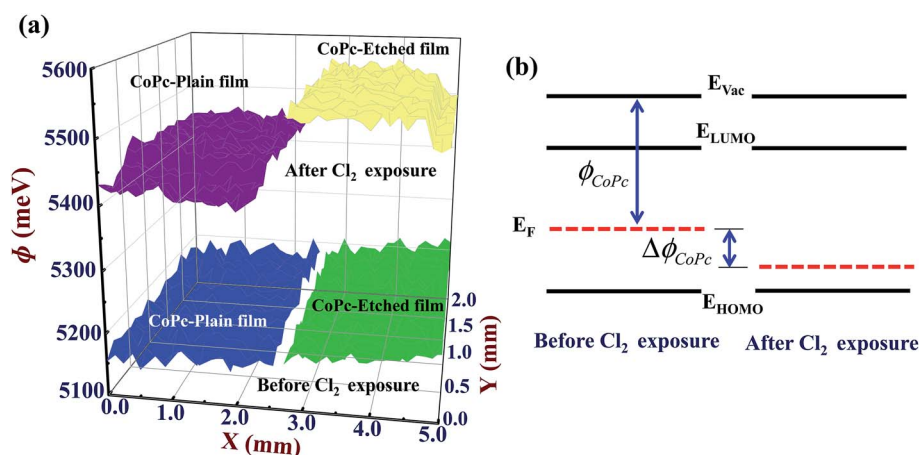 (a)
CoPc-Etched film
5600
CoPc-Plain film
5500
After Cl₂ exposure
5400
ϕ (meV)
5300
2.0
CoPc-Etched film
1.5
CoPc-Plain film
5200
1.0
Y (mm)
Before Cl₂ exposure
0.5
5100
0.0
0.0 1.0 2.0 3.0 4.0 5.0
X (mm)
(b)
E_Vac
E_LUMO
ϕ_CoPc
E_F
Δϕ_CoPc
E_HOMO
Before Cl₂ exposure
After Cl₂ exposure